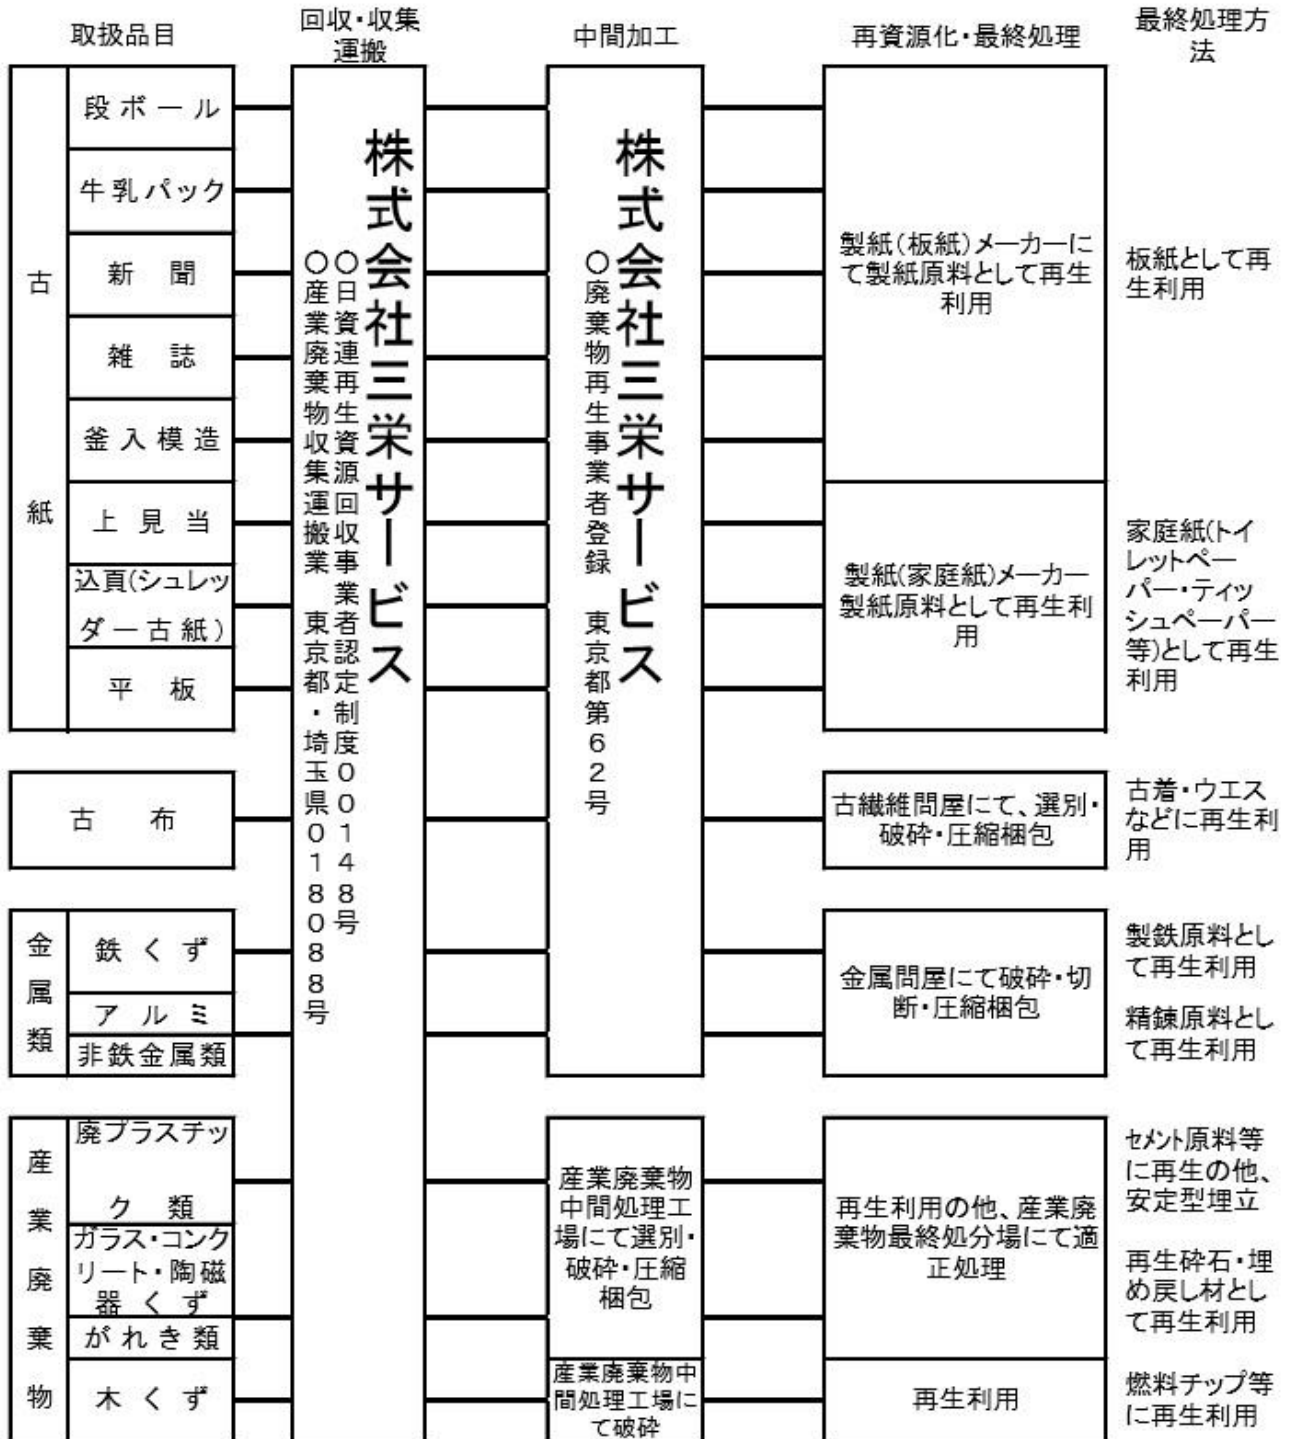 取扱品目
回収・収集
運搬
中間加工
再資源化・最終処理
最終処理方
法
古紙
段ボール
牛乳パック
新聞
雑誌
釜入模造
上見当
込頁(シュレッ
ダー古紙)
平板
株式会社三栄サービス
〇日資連再生資源回収事業者認定制度00148号
〇産業廃棄物収集運搬業 東京都・埼玉県018088号
株式会社三栄サービス
〇廃棄物再生事業者登録 東京都第62号
製紙(板紙)メーカーに
て製紙原料として再生
利用
板紙として再
生利用
製紙(家庭紙)メーカー
製紙原料として再生利
用
家庭紙(トイ
レットペー
パー・ティッ
シュペーパー
等)として再生
利用
古布
古繊維問屋にて、選別・
破砕・圧縮梱包
古着・ウエス
などに再生利
用
金属類
鉄くず
アルミ
非鉄金属類
金属問屋にて破砕・切
断・圧縮梱包
製鉄原料とし
て再生利用
精錬原料とし
て再生利用
産業廃棄物
廃プラスチッ
ク類
ガラス・コンク
リート・陶磁
器くず
がれき類
木くず
産業廃棄物
中間処理工
場にて選別・
破砕・圧縮
梱包
再生利用の他、産業廃
棄物最終処分場にて適
正処理
セメント原料等
に再生の他、
安定型埋立
再生砕石・埋
め戻し材とし
て再生利用
産業廃棄物中
間処理工場に
て破砕
再生利用
燃料チップ等
に再生利用